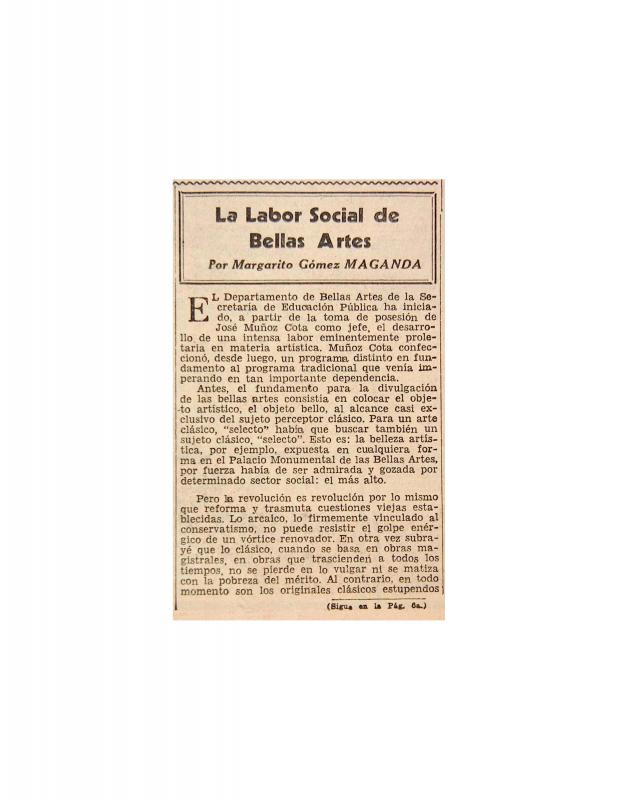 La Labor Social de
Bellas Artes
Por Margarito Gómez MAGANDA
EL Departamento de Bellas Artes de la Se-
cretaría de Educación Pública ha inicia-
do, a partir de la toma de posesión de
José Muñoz Cota como jefe, el desarro-
llo de una intensa labor eminentemente prole-
taria en materia artística. Muñoz Cota confec-
cionó, desde luego, un programa distinto en fun-
damento al programa tradicional que venía im-
perando en tan importante dependencia.
Antes, el fundamento para la divulgación
de las bellas artes consistía en colocar el obje-
to artístico, el objeto bello, al alcance casi ex-
clusivo del sujeto perceptor clásico. Para un arte
clásico, "selecto" había que buscar también un
sujeto clásico, "selecto". Esto es: la belleza artís-
tica, por ejemplo, expuesta en cualquiera for-
ma en el Palacio Monumental de las Bellas Artes,
por fuerza había de ser admirada y gozada por
determinado sector social: el más alto.
Pero la revolución es revolución por lo mismo
que reforma y trasmuta cuestiones viejas esta-
blecidas. Lo arcaico, lo firmemente vinculado al
conservatismo, no puede resistir el golpe enér-
gico de un vórtice renovador. En otra vez subra-
yé que lo clásico, cuando se basa en obras ma-
gistrales, en obras que trascienden a todos los
tiempos, no se pierde en lo vulgar ni se matiza
con la pobreza del mérito. Al contrario, en todo
momento son los originales clásicos estupendos
(Sigue en la Pág. 6a.)